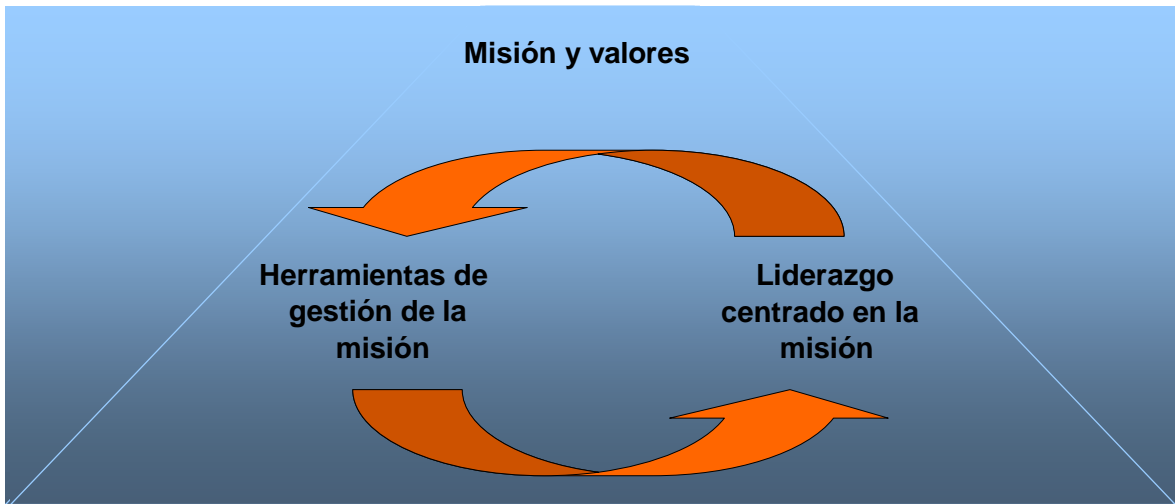 Misión y valores
Herramientas de
gestión de la
misión
Liderazgo
centrado en la
misión